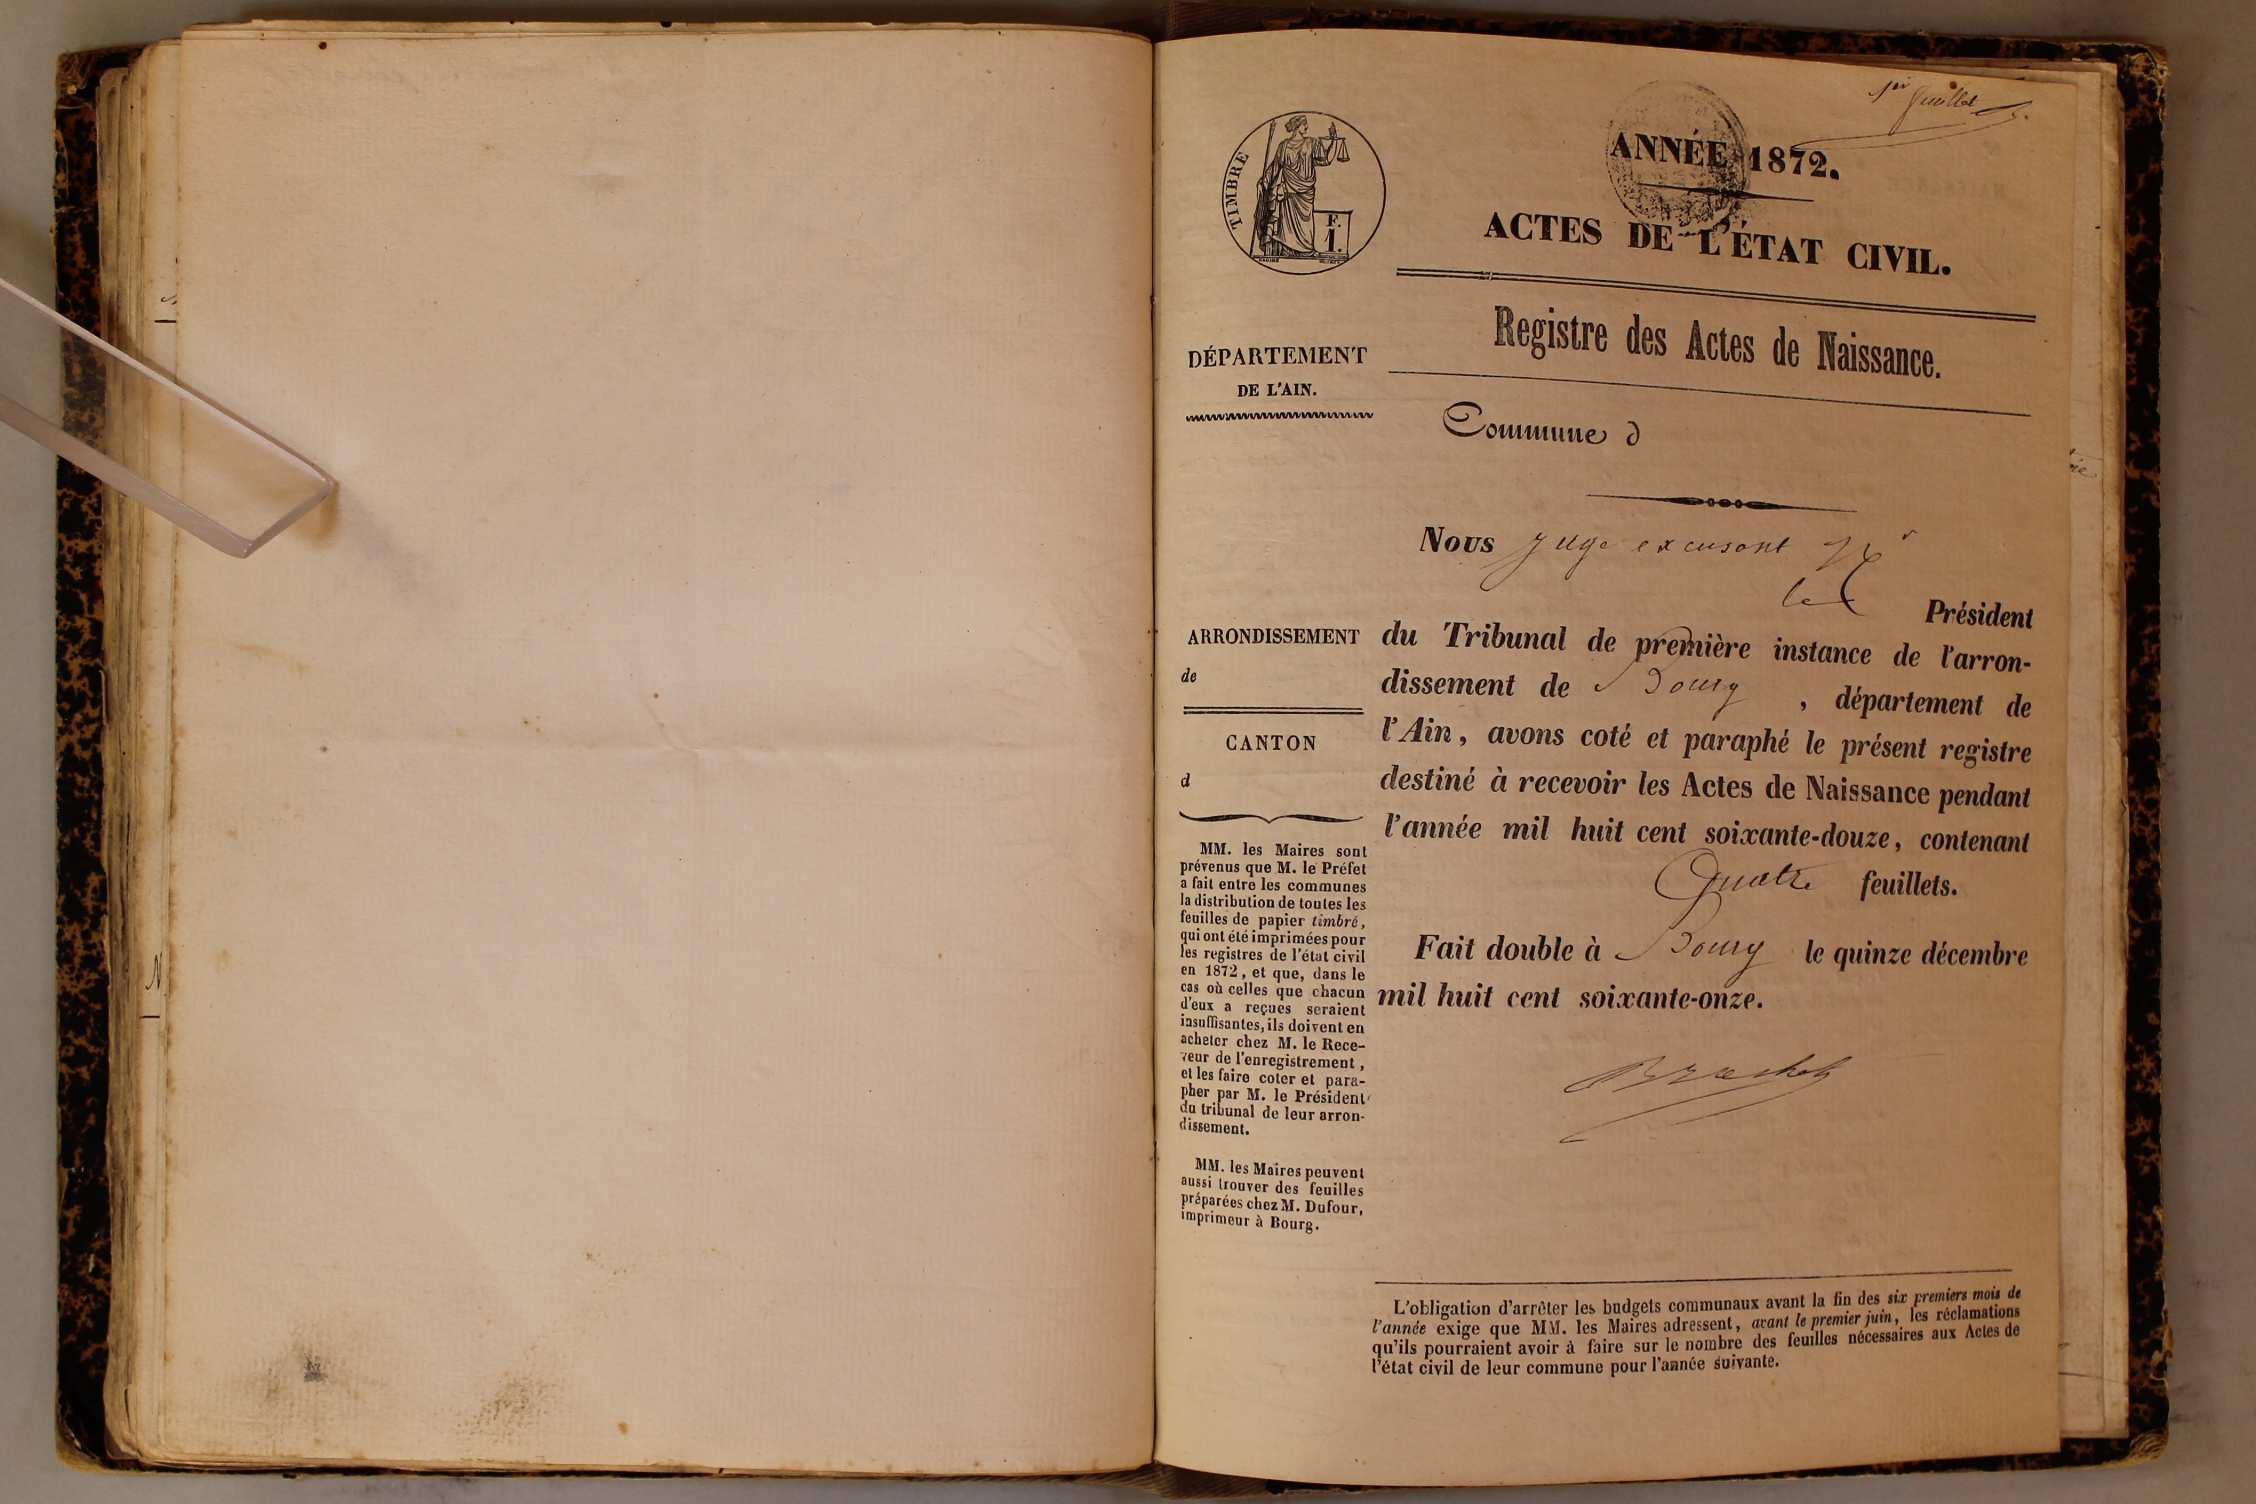 1er feuillet
TIMBRE
F.
1.
ANNÉE 1872.
ACTES DE L'ÉTAT CIVIL.
Registre des Actes de Naissance.
DÉPARTEMENT
DE L'AIN.
Commune d
Nous juge excusant Mr
le Président
ARRONDISSEMENT
de
CANTON
d
du Tribunal de première instance de l'arron-
dissement de Bourg, département de
l'Ain, avons coté et paraphé le présent registre
destiné à recevoir les Actes de Naissance pendant
l'année mil huit cent soixante-douze, contenant
Quatre feuillets.
Fait double à Bourg le quinze décembre
mil huit cent soixante-onze.
MM. les Maires sont
prévenus que M. le Préfet
a fait entre les communes
la distribution de toutes les
feuilles de papier timbré,
qui ont été imprimées pour
les registres de l'état civil
en 1872, et que, dans le
cas où celles que chacun
d'eux a reçues seraient
insuffisantes, ils doivent en
acheter chez M. le Rece-
veur de l'enregistrement,
et les faire coter et para-
pher par M. le Président
du tribunal de leur arron-
dissement.
MM. les Maires peuvent
aussi trouver des feuilles
préparées chez M. Dufour,
imprimeur à Bourg.
L'obligation d'arrêter les budgets communaux avant la fin des six premiers mois de
l'année exige que MM. les Maires adressent, avant le premier juin, les réclamations
qu'ils pourraient avoir à faire sur le nombre des feuilles nécessaires aux Actes de
l'état civil de leur commune pour l'année suivante.
N